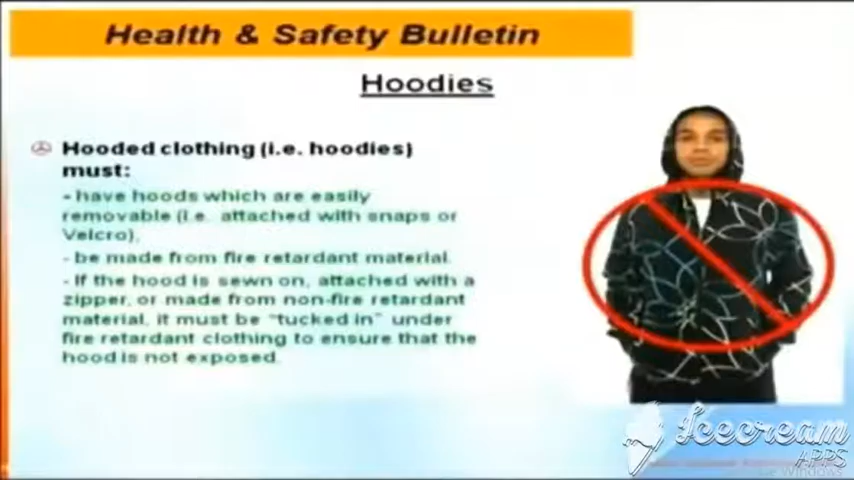 Health & Safety Bulletin
Hoodies
Hooded clothing (i.e. hoodies)
must:
- have hoods which are easily
removable (i.e. attached with snaps or
Velcro),
- be made from fire retardant material.
- If the hood is sewn on, attached with a
zipper, or made from non-fire retardant
material, it must be “tucked in” under
fire retardant clothing to ensure that the
hood is not exposed.
Icecream
APPS
Windows